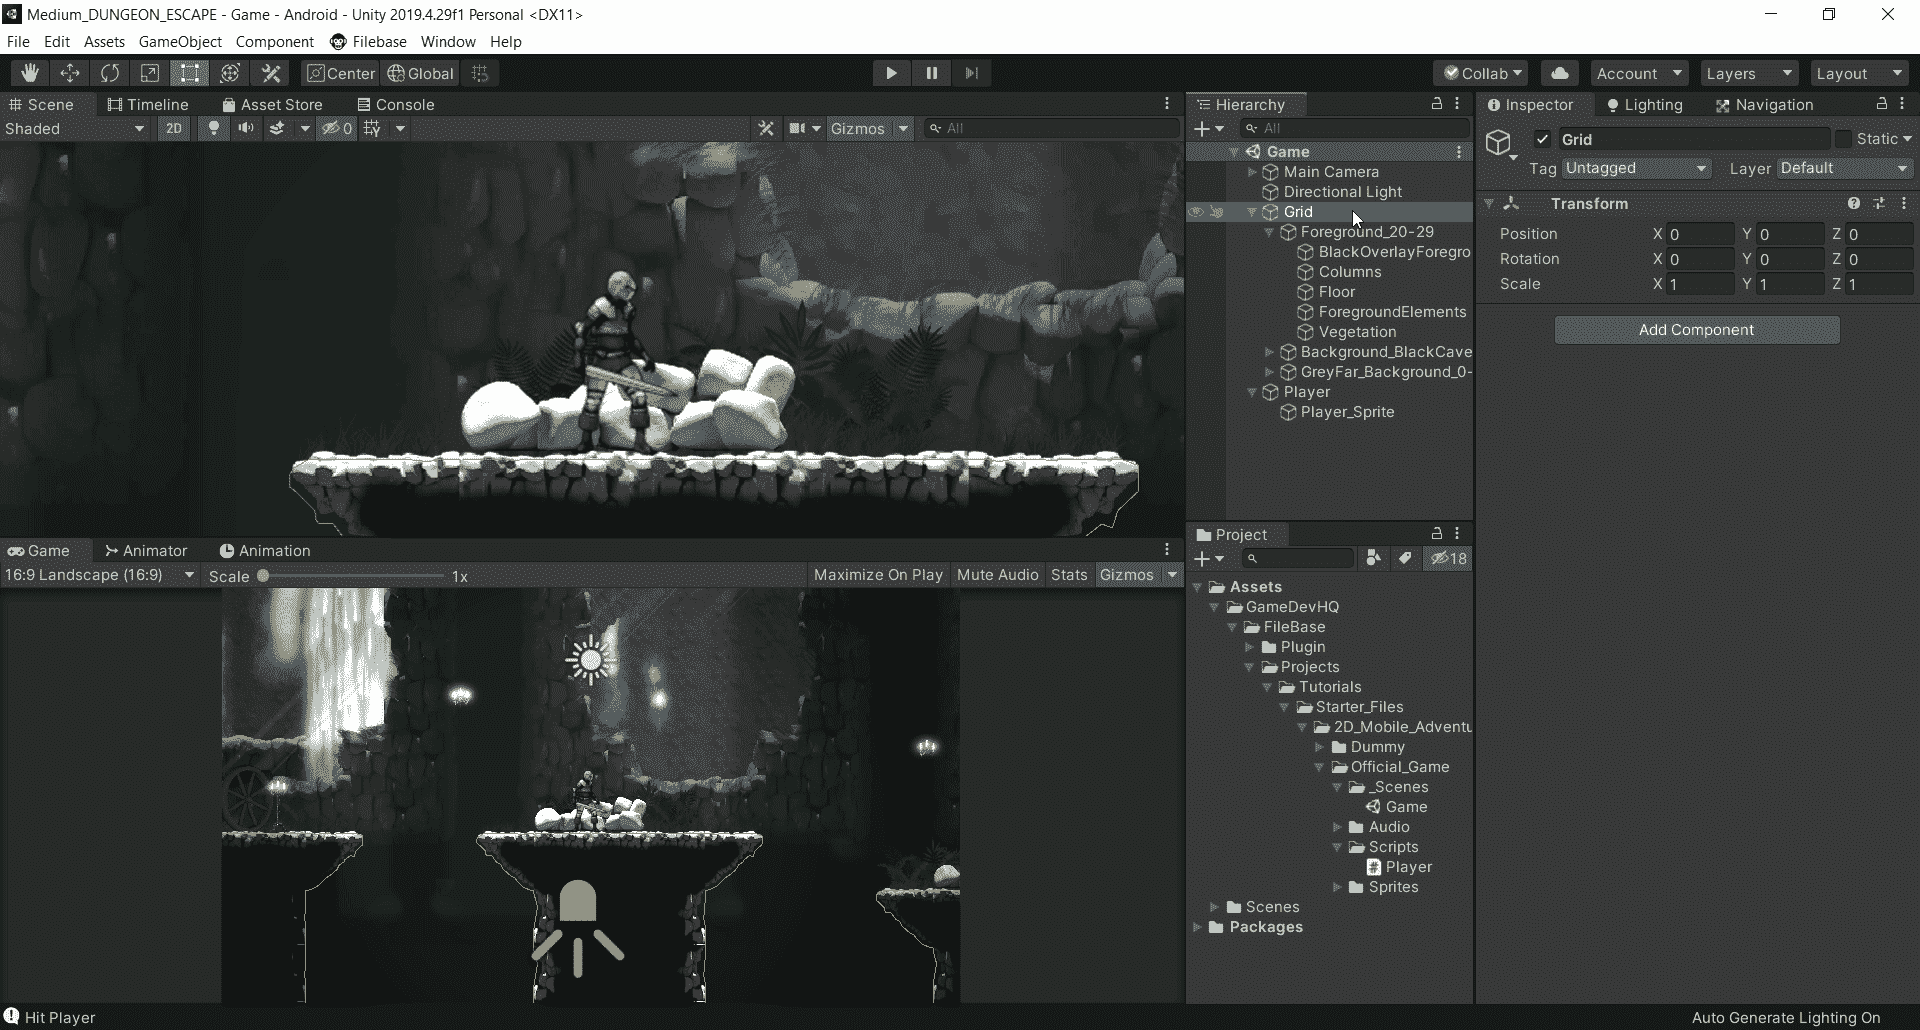 Medium_DUNGEON_ESCAPE - Game - Android - Unity 2019.4.29f1 Personal <DX11>
File Edit Assets GameObject Component Filebase Window Help
Center Global Collab Account Layers Layout
Scene Timeline Asset Store Console
Shaded 2D 0 Gizmos All
Game Animator Animation
16:9 Landscape (16:9) Scale 1x Maximize On Play Mute Audio Stats Gizmos
Hierarchy
All
Game
Main Camera
Directional Light
Grid
Foreground_20-29
BlackOverlayForegro
Columns
Floor
ForegroundElements
Vegetation
Background_BlackCave
GreyFar_Background_0-
Player
Player_Sprite
Project
18
Assets
GameDevHQ
FileBase
Plugin
Projects
Tutorials
Starter_Files
2D_Mobile_Adventu
Dummy
Official_Game
_Scenes
Game
Audio
Scripts
Player
Sprites
Scenes
Packages
Inspector Lighting Navigation
Grid Static
Tag Untagged Layer Default
Transform
Position X 0 Y 0 Z 0
Rotation X 0 Y 0 Z 0
Scale X 1 Y 1 Z 1
Add Component
Hit Player Auto Generate Lighting On